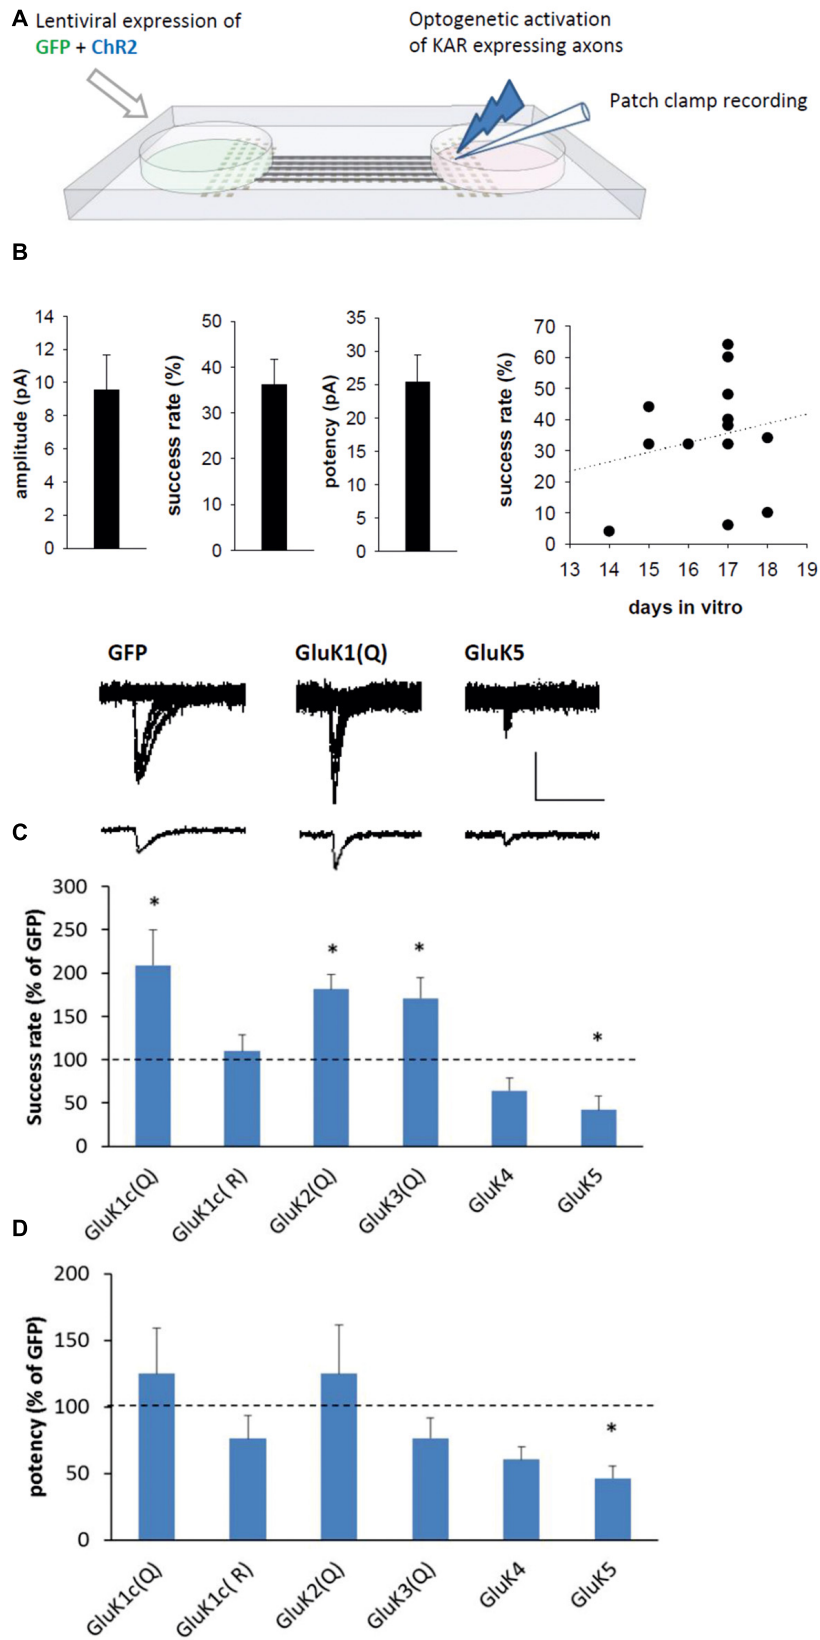 A
Lentiviral expression of
GFP + ChR2
Optogenetic activation
of KAR expressing axons
Patch clamp recording
B
amplitude (pA)
14
12
10
8
6
4
2
0
success rate (%)
50
40
30
20
10
0
potency (pA)
35
30
25
20
15
10
5
0
success rate (%)
70
60
50
40
30
20
10
0
13 14 15 16 17 18 19
days in vitro
GFP
GluK1(Q)
GluK5
C
Success rate (% of GFP)
300
250
200
150
100
50
0
* * * *
GluK1c(Q)
GluK1c( R)
GluK2(Q)
GluK3(Q)
GluK4
GluK5
D
potency (% of GFP)
200
150
100
50
0
*
GluK1c(Q)
GluK1c( R)
GluK2(Q)
GluK3(Q)
GluK4
GluK5